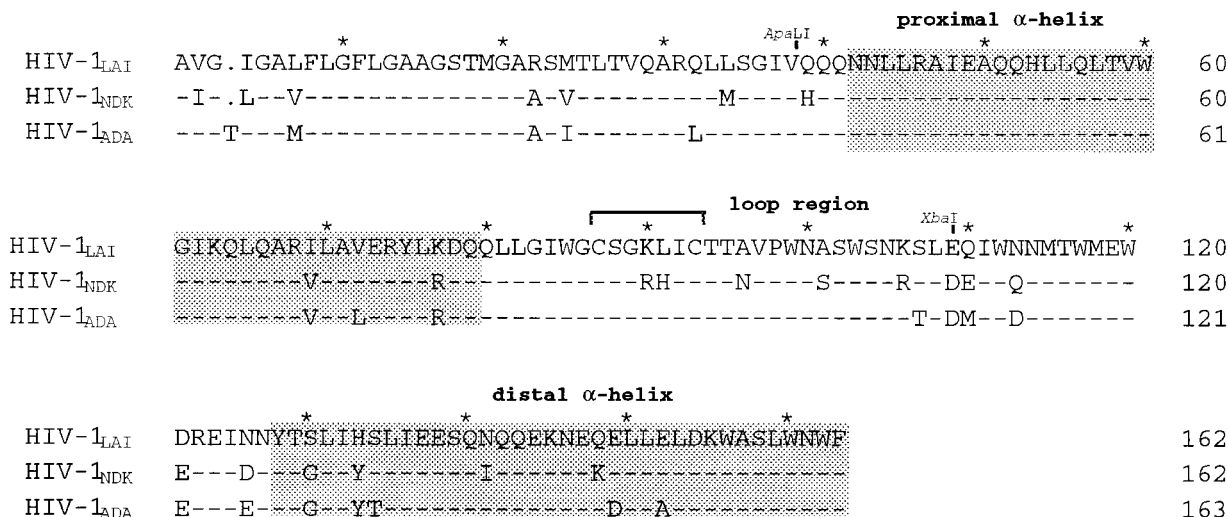 proximal α-helix
ApaLI
* * * * * *
HIV-1LAI AVG.IGALFLGFLGAAGSTMGARSMTLTVQARQLLSGIVQQQNNLLRAIEAQQHLLQLTVW 60
HIV-1NDK -I-.L--V--------------A-V---------M----H--------------------- 60
HIV-1ADA ---T---M--------------A-I-------L---------------------------- 61
loop region
XbaI
* * * * * *
HIV-1LAI GIKQLQARILAVERYLKDQQLLGIWGCSGKLICTTAVPWNASWSNKSLEQIWNNMTWMEW 120
HIV-1NDK --------V-------R------------RH----N----S----R--DE--Q------- 120
HIV-1ADA --------V--L----R-----------------------------T-DM--D------- 121
distal α-helix
* * * *
HIV-1LAI DREINNYTSLIHSLIEESQNQQEKNEQELLELDKWASLWNWF 162
HIV-1NDK E---D---G--Y-------I------K--------------- 162
HIV-1ADA E---E---G--YT--------------D--A----------- 163